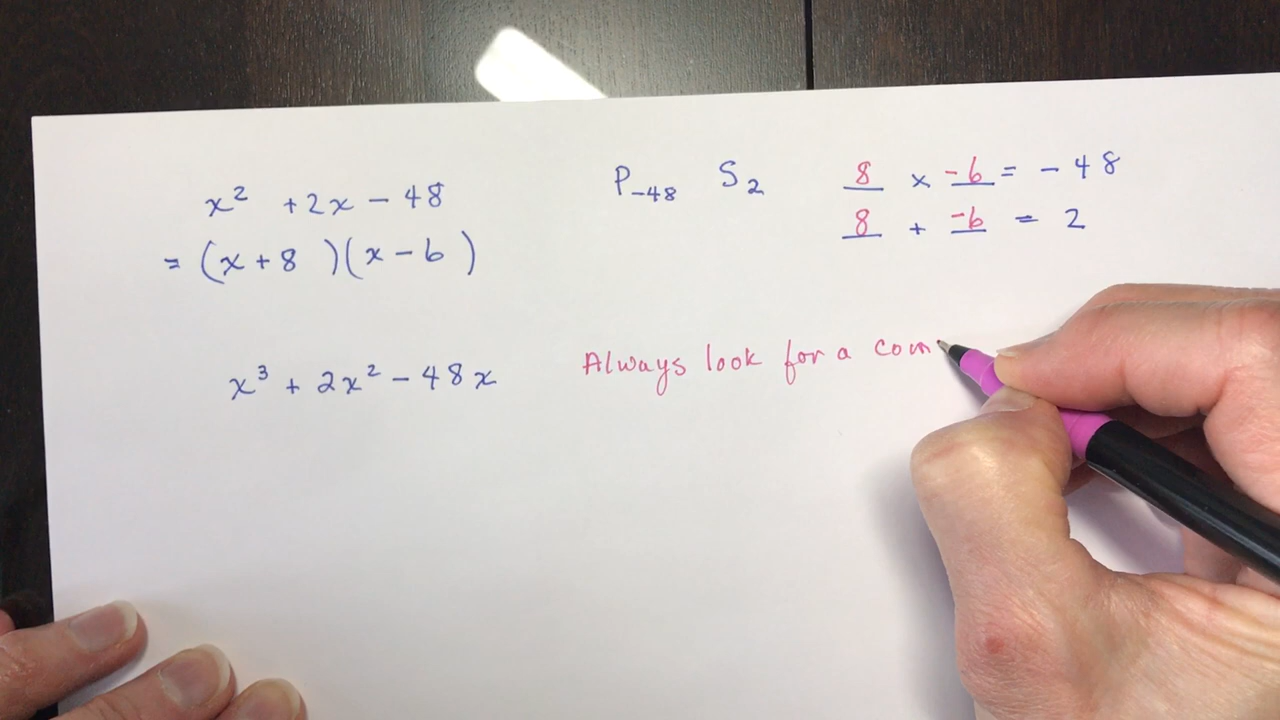 x² + 2x - 48
= (x + 8 )(x - 6 )
P₋₄₈ S₂
8 × -6 = - 48
8 + -6 = 2
x³ + 2x² - 48x
Always look for a com